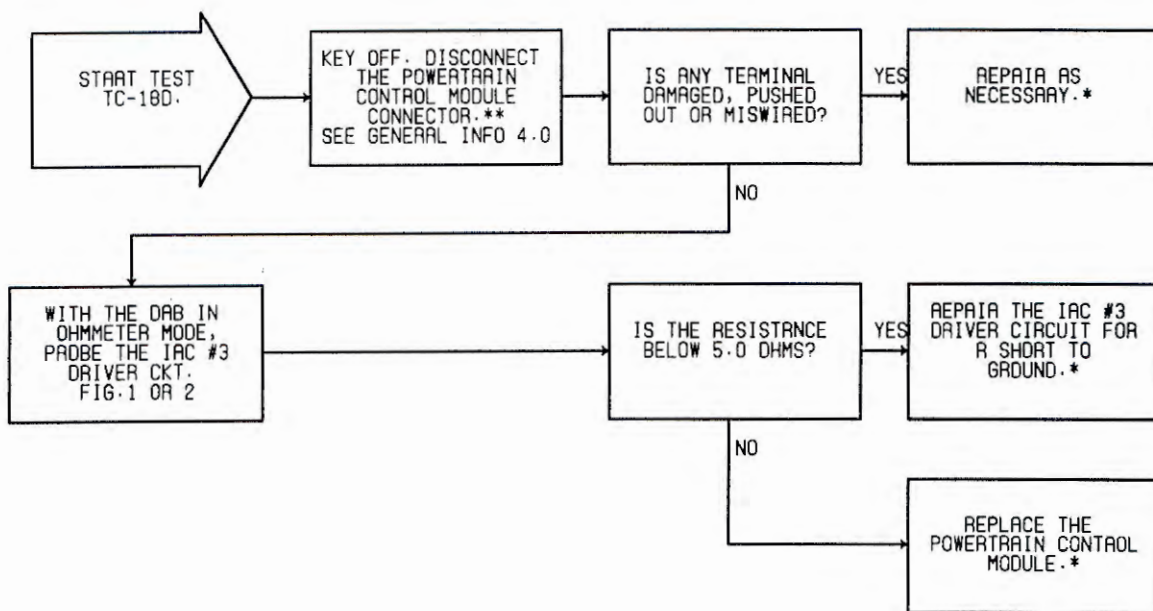 START TEST
TC-18D.
KEY OFF. DISCONNECT
THE POWERTRAIN
CONTROL MODULE
CONNECTOR.**
SEE GENERAL INFO 4.0
IS ANY TERMINAL
DAMAGED, PUSHED
OUT OR MISWIRED?
YES
REPAIR AS
NECESSARY.*
NO
WITH THE DRB IN
OHMMETER MODE,
PROBE THE IAC #3
DRIVER CKT.
FIG.1 OR 2
IS THE RESISTANCE
BELOW 5.0 OHMS?
YES
REPAIR THE IAC #3
DRIVER CIRCUIT FOR
A SHORT TO
GROUND.*
NO
REPLACE THE
POWERTRAIN CONTROL
MODULE.*